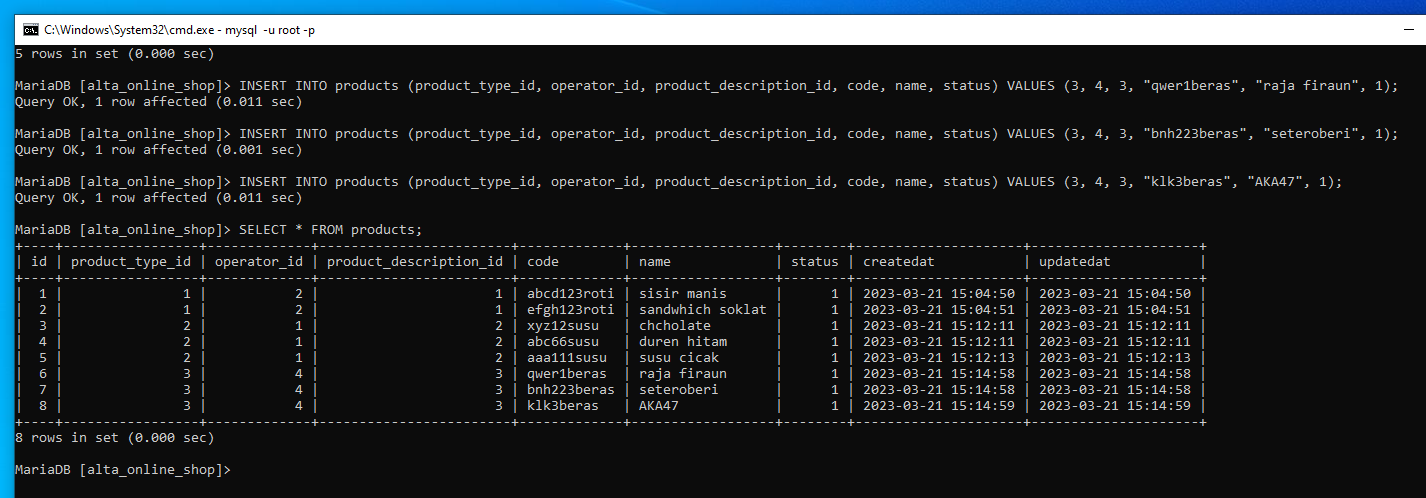 C:\Windows\System32\cmd.exe - mysql  -u root -p
5 rows in set (0.000 sec)
MariaDB [alta_online_shop]> INSERT INTO products (product_type_id, operator_id, product_description_id, code, name, status) VALUES (3, 4, 3, "qwer1beras", "raja firaun", 1);
Query OK, 1 row affected (0.011 sec)
MariaDB [alta_online_shop]> INSERT INTO products (product_type_id, operator_id, product_description_id, code, name, status) VALUES (3, 4, 3, "bnh223beras", "seteroberi", 1);
Query OK, 1 row affected (0.001 sec)
MariaDB [alta_online_shop]> INSERT INTO products (product_type_id, operator_id, product_description_id, code, name, status) VALUES (3, 4, 3, "klk3beras", "AKA47", 1);
Query OK, 1 row affected (0.011 sec)
MariaDB [alta_online_shop]> SELECT * FROM products;
+----+-----------------+-------------+------------------------+-------------+------------------+--------+---------------------+---------------------+
| id | product_type_id | operator_id | product_description_id | code        | name             | status | createdat           | updatedat           |
+----+-----------------+-------------+------------------------+-------------+------------------+--------+---------------------+---------------------+
|  1 |               1 |           2 |                      1 | abcd123roti | sisir manis      |      1 | 2023-03-21 15:04:50 | 2023-03-21 15:04:50 |
|  2 |               1 |           2 |                      1 | efgh123roti | sandwhich soklat |      1 | 2023-03-21 15:04:51 | 2023-03-21 15:04:51 |
|  3 |               2 |           1 |                      2 | xyz12susu   | chcholate        |      1 | 2023-03-21 15:12:11 | 2023-03-21 15:12:11 |
|  4 |               2 |           1 |                      2 | abc66susu   | duren hitam      |      1 | 2023-03-21 15:12:11 | 2023-03-21 15:12:11 |
|  5 |               2 |           1 |                      2 | aaa111susu  | susu cicak       |      1 | 2023-03-21 15:12:13 | 2023-03-21 15:12:13 |
|  6 |               3 |           4 |                      3 | qwer1beras  | raja firaun      |      1 | 2023-03-21 15:14:58 | 2023-03-21 15:14:58 |
|  7 |               3 |           4 |                      3 | bnh223beras | seteroberi       |      1 | 2023-03-21 15:14:58 | 2023-03-21 15:14:58 |
|  8 |               3 |           4 |                      3 | klk3beras   | AKA47            |      1 | 2023-03-21 15:14:59 | 2023-03-21 15:14:59 |
+----+-----------------+-------------+------------------------+-------------+------------------+--------+---------------------+---------------------+
8 rows in set (0.000 sec)
MariaDB [alta_online_shop]>